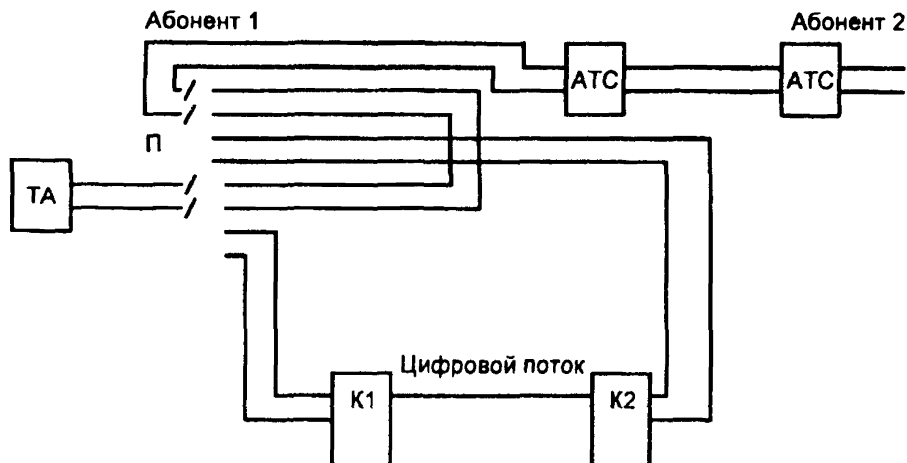 Абонент 1
Абонент 2
АТС
АТС
П
ТА
Цифровой поток
К1
К2